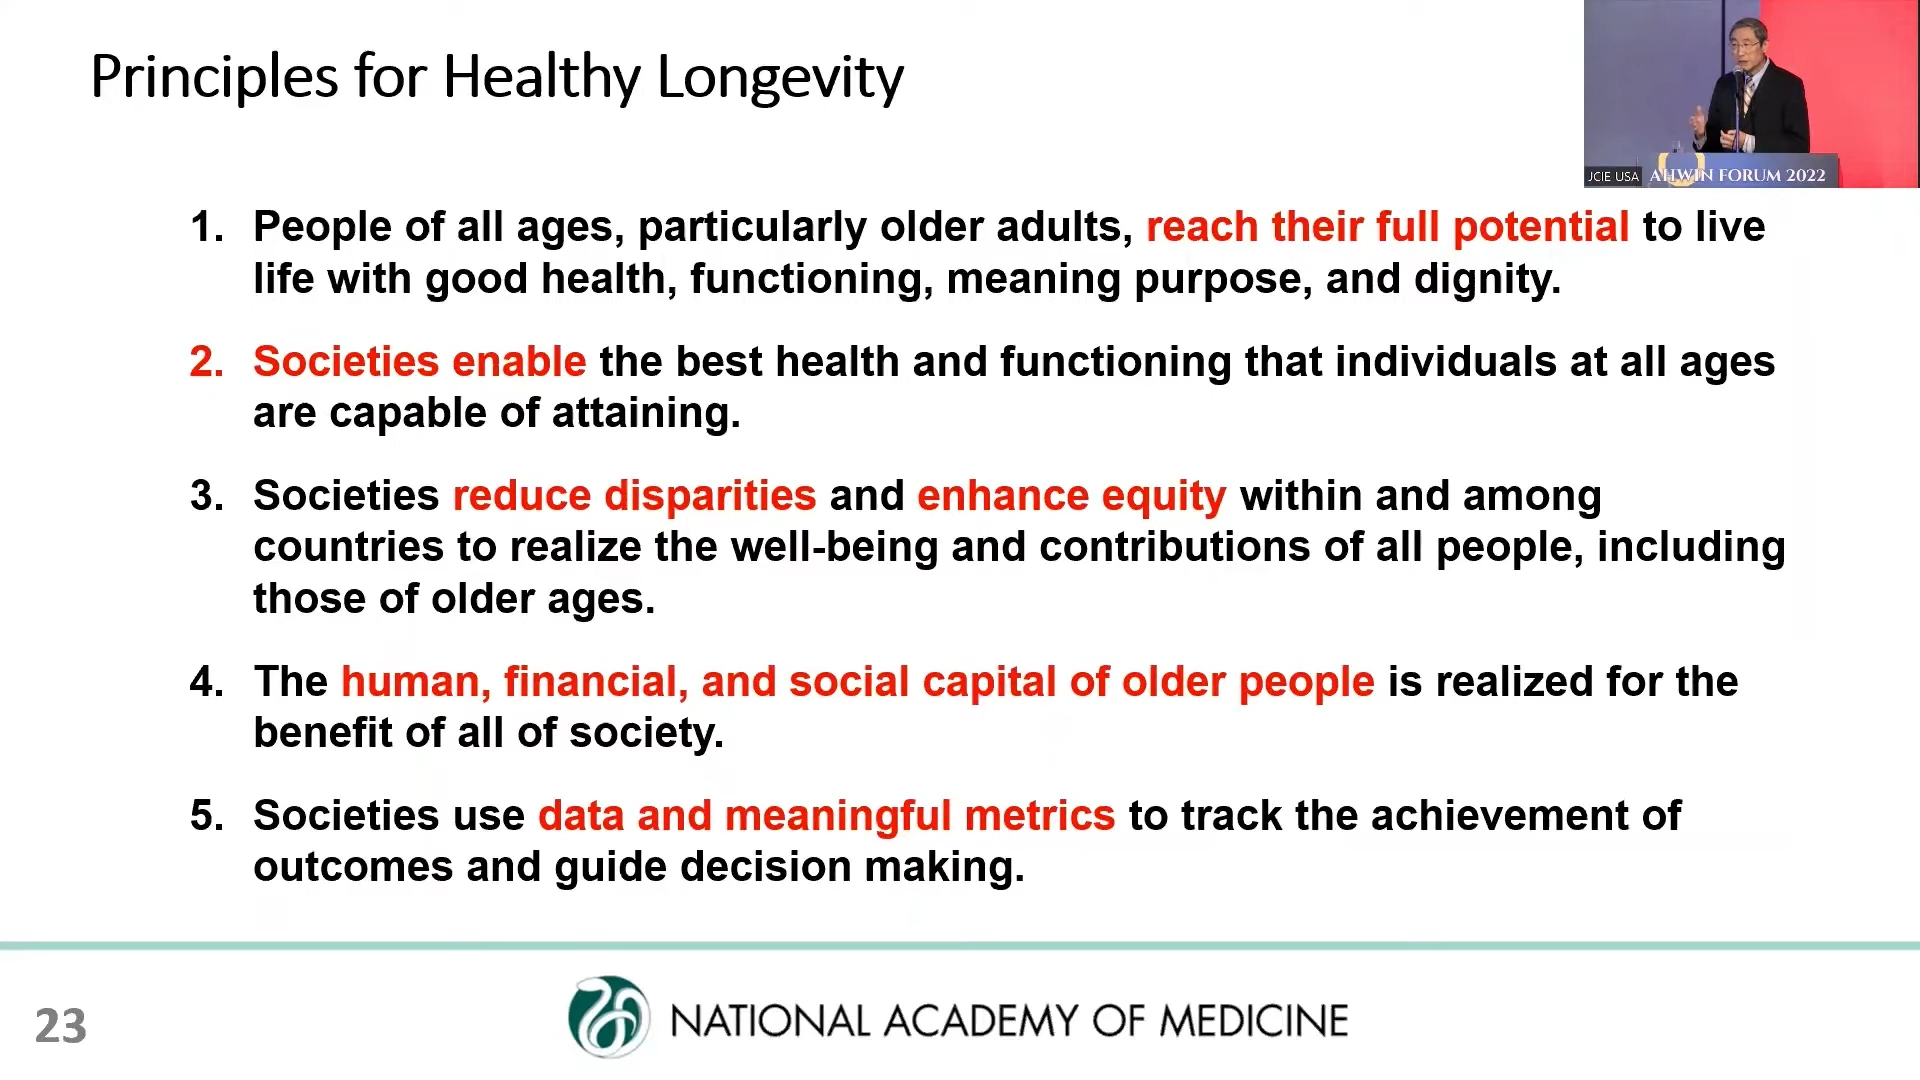 Principles for Healthy Longevity
JCIE USA
AHWIN FORUM 2022
1. People of all ages, particularly older adults, reach their full potential to live
life with good health, functioning, meaning purpose, and dignity.
2. Societies enable the best health and functioning that individuals at all ages
are capable of attaining.
3. Societies reduce disparities and enhance equity within and among
countries to realize the well-being and contributions of all people, including
those of older ages.
4. The human, financial, and social capital of older people is realized for the
benefit of all of society.
5. Societies use data and meaningful metrics to track the achievement of
outcomes and guide decision making.
23
NATIONAL ACADEMY OF MEDICINE